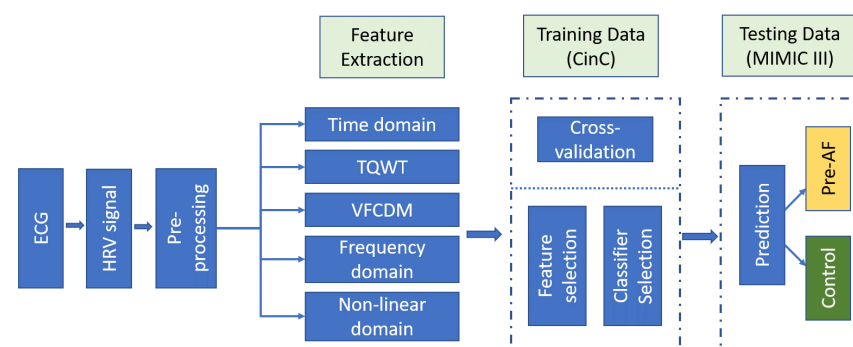 Feature
Extraction
Training Data
(CinC)
Testing Data
(MIMIC III)
ECG
HRV signal
Pre-
processing
Time domain
TQWT
VFCDM
Frequency
domain
Non-linear
domain
Cross-
validation
Feature
selection
Classifier
Selection
Prediction
Pre-AF
Control